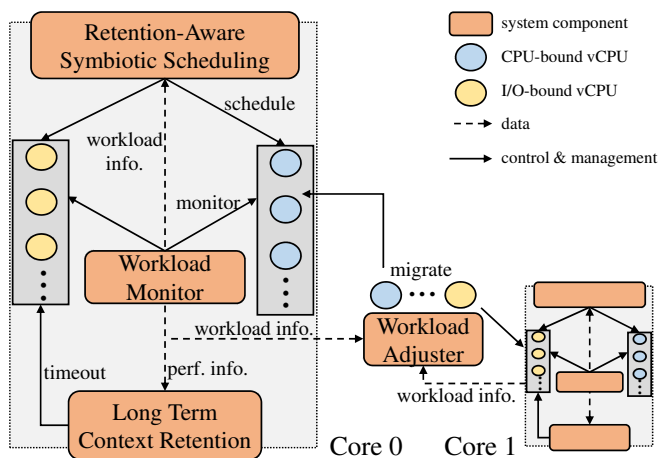 Retention-Aware
Symbiotic Scheduling
schedule
workload
info.
monitor
Workload
Monitor
workload info.
timeout
perf. info.
Long Term
Context Retention
Core 0
migrate
Workload
Adjuster
workload info.
Core 1
system component
CPU-bound vCPU
I/O-bound vCPU
data
control & management